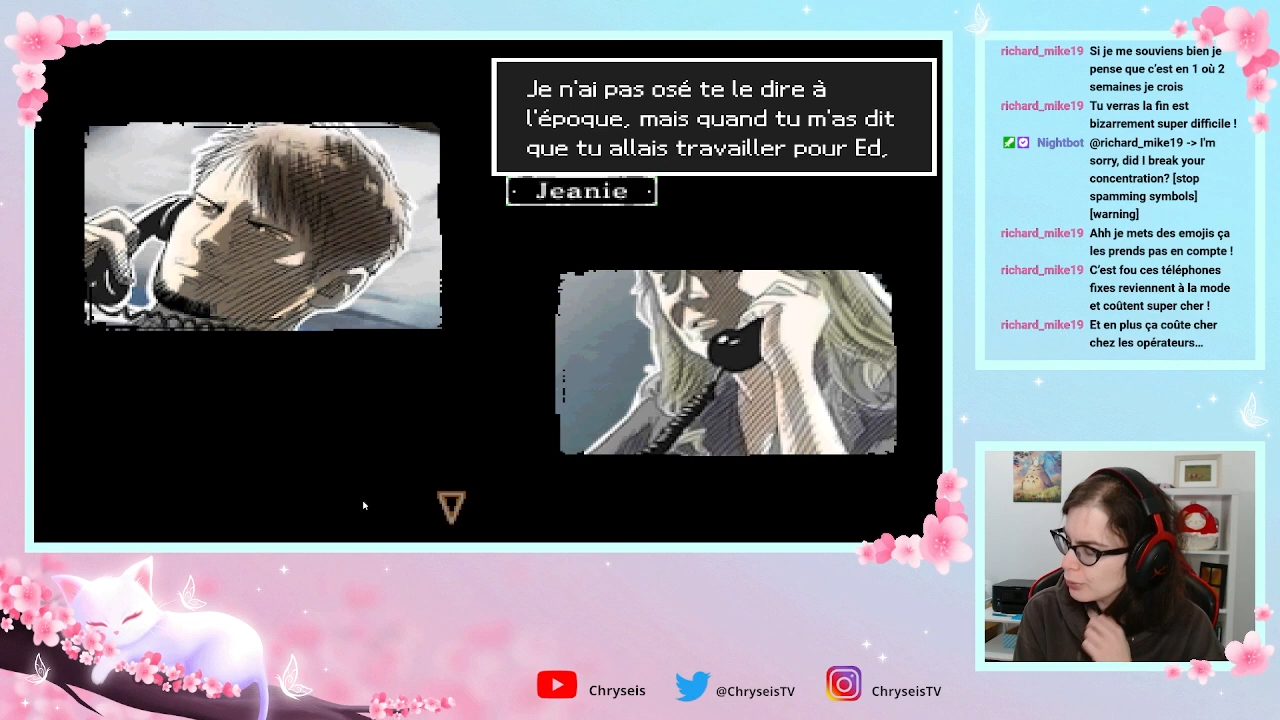 Je n'ai pas osé te le dire à
l'époque, mais quand tu m'as dit
que tu allais travailler pour Ed,
Jeanie
richard_mike19 Si je me souviens bien je
pense que c'est en 1 où 2
semaines je crois
richard_mike19 Tu verras la fin est
bizarrement super difficile !
Nightbot @richard_mike19 -> I'm
sorry, did I break your
concentration? [stop
spamming symbols]
[warning]
richard_mike19 Ahh je mets des emojis ça
les prends pas en compte !
richard_mike19 C'est fou ces téléphones
fixes reviennent à la mode
et coûtent super cher !
richard_mike19 Et en plus ça coûte cher
chez les opérateurs...
Chryseis
@ChryseisTV
ChryseisTV